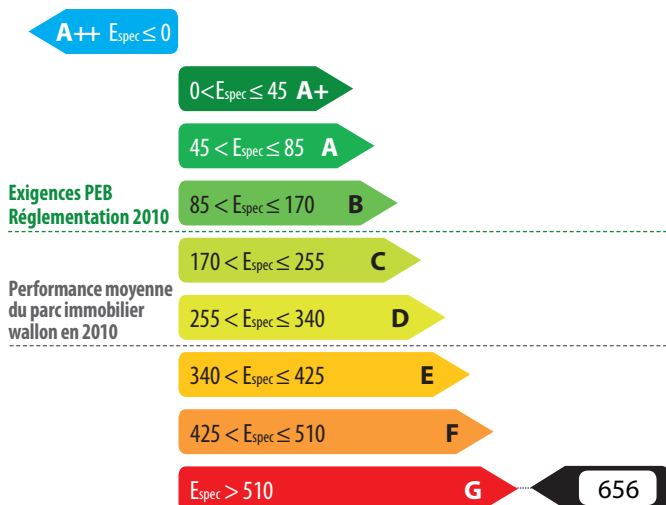 A++ Espec ≤ 0
0 < Espec ≤ 45 A+
45 < Espec ≤ 85 A
Exigences PEB
Réglementation 2010
85 < Espec ≤ 170 B
170 < Espec ≤ 255 C
Performance moyenne
du parc immobilier
wallon en 2010
255 < Espec ≤ 340 D
340 < Espec ≤ 425 E
425 < Espec ≤ 510 F
Espec > 510 G
656